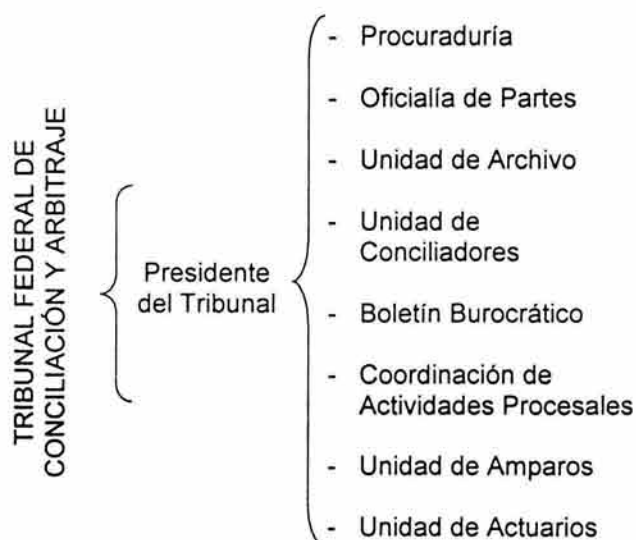 TRIBUNAL FEDERAL DE
CONCILIACIÓN Y ARBITRAJE
Presidente
del Tribunal
- Procuraduría
- Oficialía de Partes
- Unidad de Archivo
- Unidad de
Conciliadores
- Boletín Burocrático
- Coordinación de
Actividades Procesales
- Unidad de Amparos
- Unidad de Actuarios